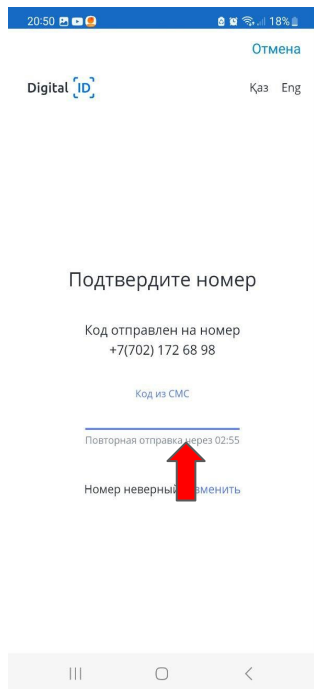 20:50 18%
Отмена
Digital ID Қаз Eng
Подтвердите номер
Код отправлен на номер
+7(702) 172 68 98
Код из СМС
Повторная отправка через 02:55
Номер неверный? Изменить